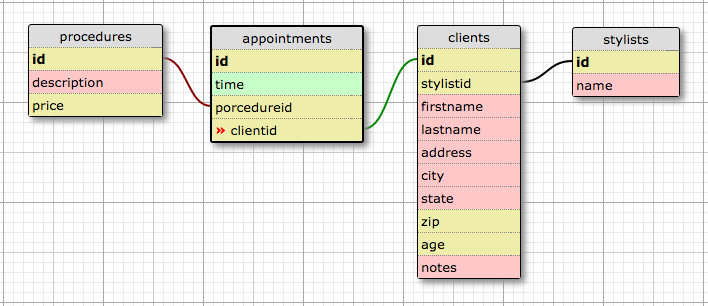 procedures
id
description
price
appointments
id
time
porcedureid
» clientid
clients
id
stylistid
firstname
lastname
address
city
state
zip
age
notes
stylists
id
name